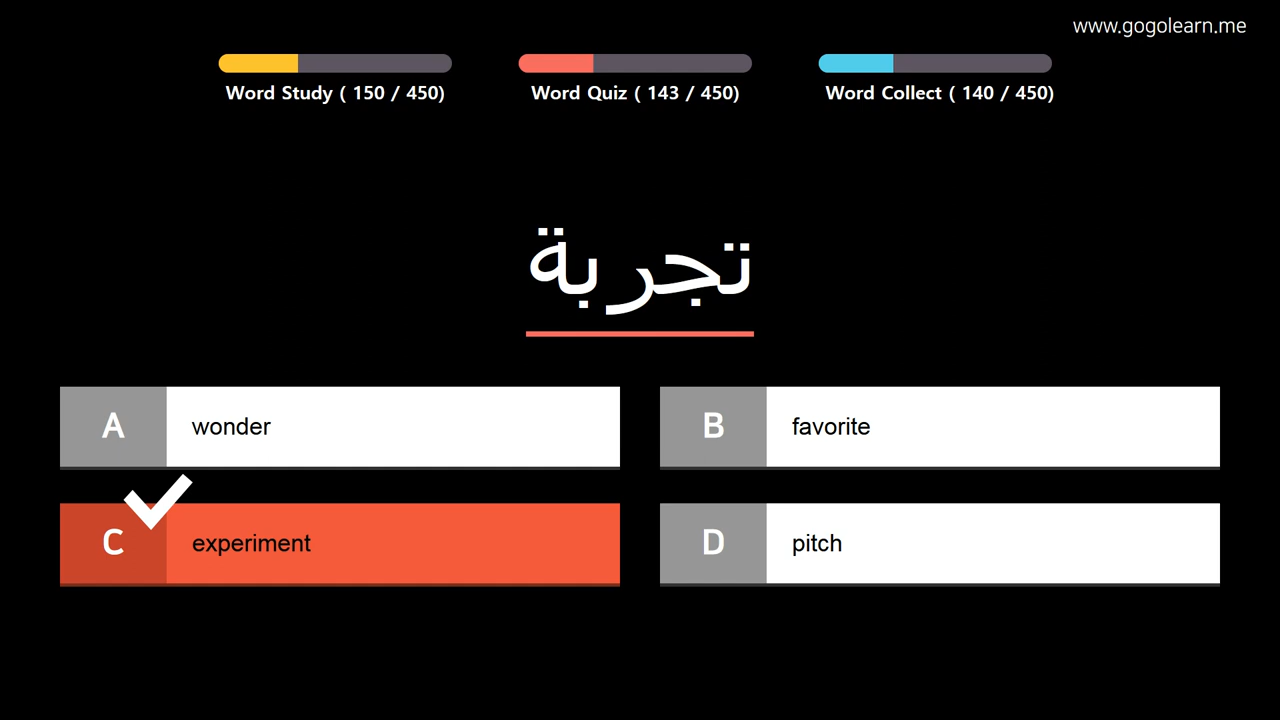 www.gogolearn.me
Word Study ( 150 / 450)
Word Quiz ( 143 / 450)
Word Collect ( 140 / 450)
تجربة
A wonder
B favorite
C experiment
D pitch